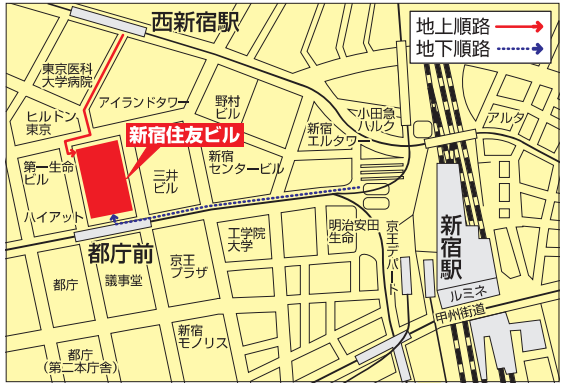 西新宿駅
地上順路
地下順路
東京医科
大学病院
アイランドタワー
野村
ビル
小田急
ハルク
アルタ
ヒルトン
東京
新宿住友ビル
新宿
エルタワー
第一生命
ビル
三井
ビル
新宿
センタービル
ハイアット
都庁前
工学院
大学
明治安田
生命
京王デパート
新宿駅
京王
プラザ
都庁
議事堂
ルミネ
甲州街道
新宿
モノリス
都庁
(第二本庁舎)